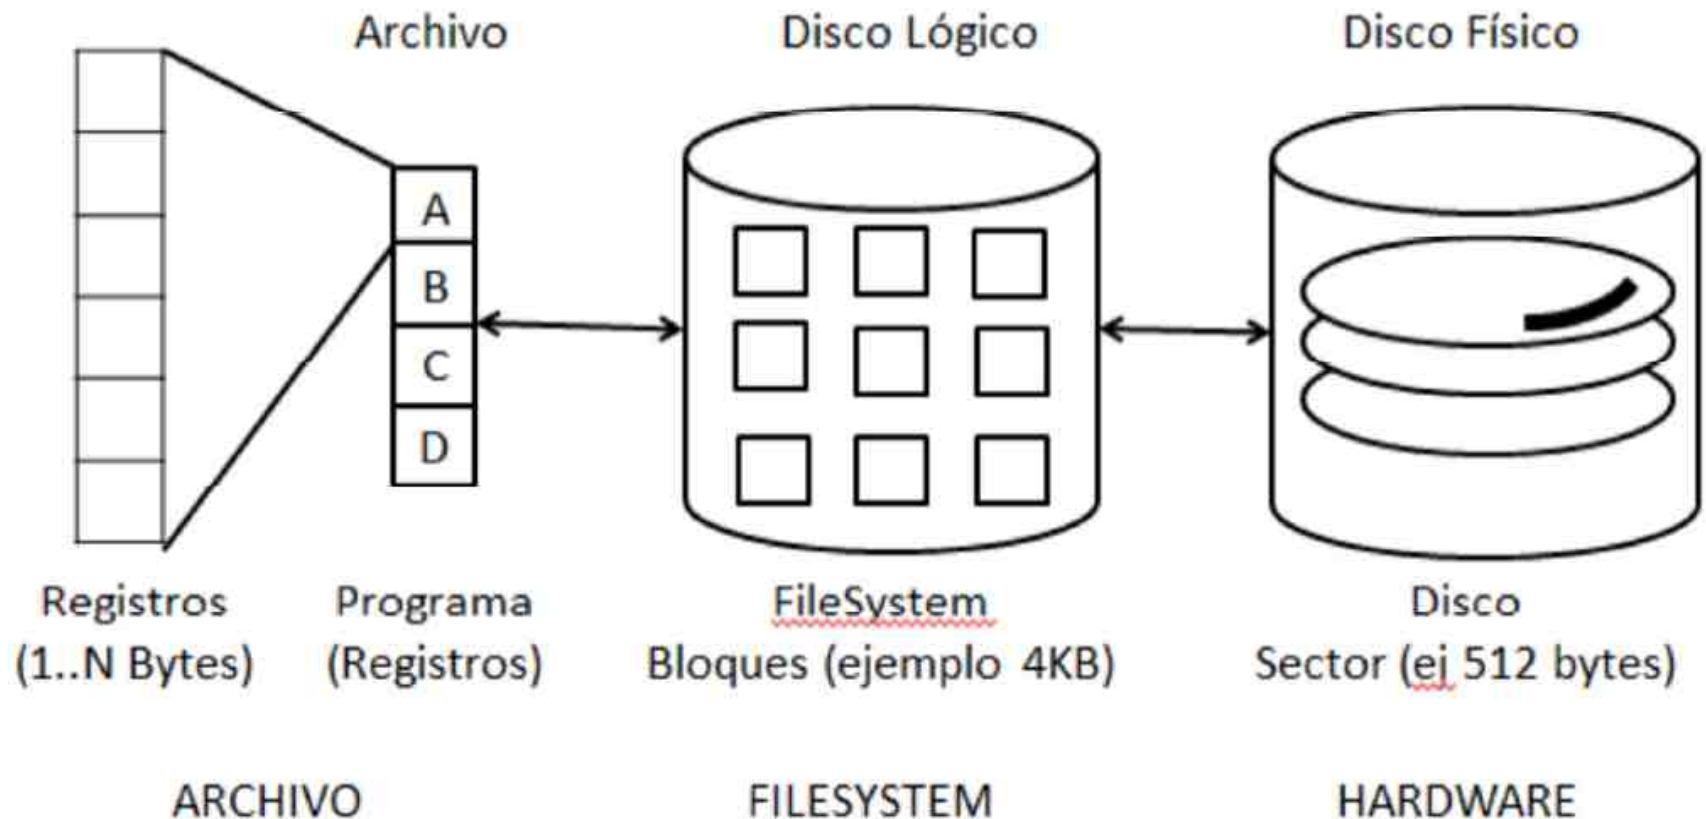 Archivo
Disco Lógico
Disco Físico
A
B
C
D
Registros
(1..N Bytes)
Programa
(Registros)
FileSystem
Bloques (ejemplo 4KB)
Disco
Sector (ej 512 bytes)
ARCHIVO
FILESYSTEM
HARDWARE